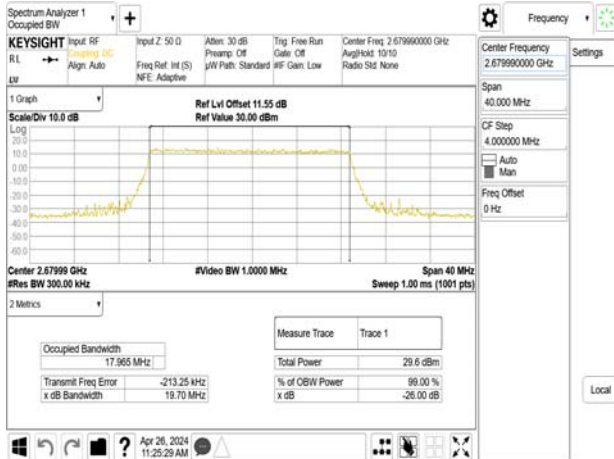 Spectrum Analyzer 1
Occupied BW
Frequency
KEYSIGHT
Input: RF
Coupling: DC
Align: Auto
RL
LXI
Input Z: 50 Ω
Freq Ref: Int (S)
NFE: Adaptive
Atten: 30 dB
Preamp: Off
µW Path: Standard
Trig: Free Run
Gate: Off
#IF Gain: Low
Center Freq: 2.679990000 GHz
Avg|Hold: 10/10
Radio Std: None
1 Graph
Scale/Div 10.0 dB
Ref Lvl Offset 11.55 dB
Ref Value 30.00 dBm
Log
20.0
10.0
0.00
-10.0
-20.0
-30.0
-40.0
-50.0
-60.0
Center 2.67999 GHz
#Res BW 300.00 kHz
#Video BW 1.0000 MHz
Span 40 MHz
Sweep 1.00 ms (1001 pts)
2 Metrics
Measure Trace Trace 1
Occupied Bandwidth
17.965 MHz
Total Power 29.6 dBm
Transmit Freq Error -213.25 kHz
% of OBW Power 99.00 %
x dB Bandwidth 19.70 MHz
x dB -26.00 dB
Center Frequency
2.679990000 GHz
Settings
Span
40.000 MHz
CF Step
4.000000 MHz
Auto
Man
Freq Offset
0 Hz
Local
Apr 26, 2024
11:25:29 AM